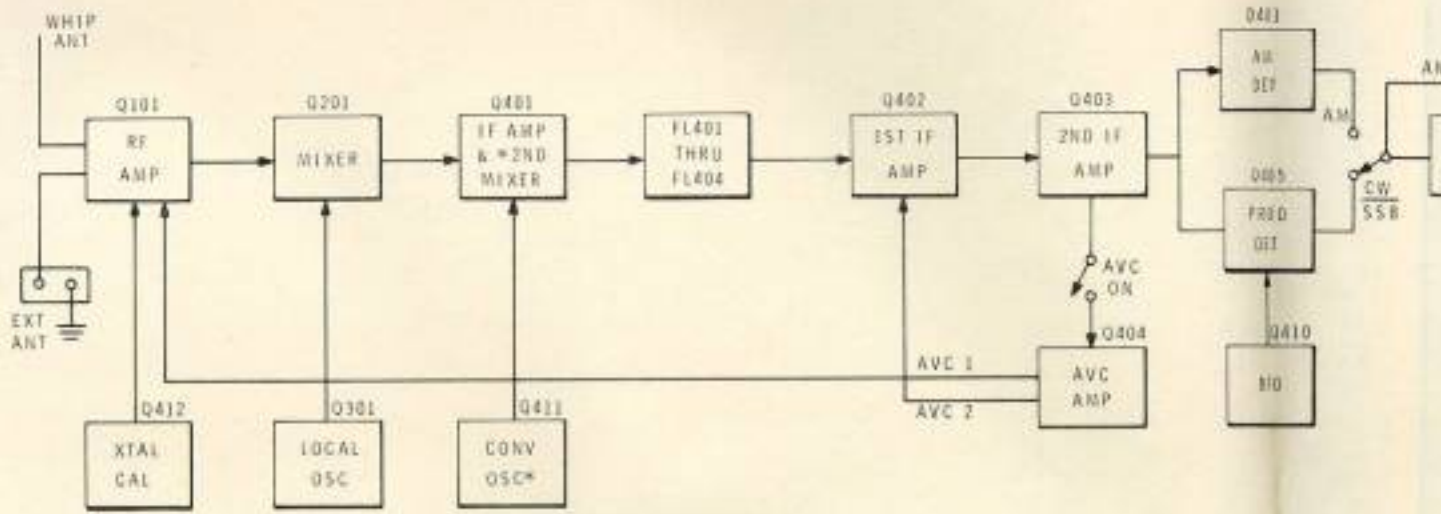 WHIP
ANT
Q101
RF
AMP
Q201
MIXER
Q401
IF AMP
& *2ND
MIXER
FL401
THRU
FL404
Q402
IST IF
AMP
Q403
2ND IF
AMP
AM
DET
D405
PROD
DET
AM
CW
SSB
EXT
ANT
AVC
ON
Q404
AVC
AMP
AVC 1
AVC 2
Q410
BFO
Q412
XTAL
CAL
Q301
LOCAL
OSC
Q411
CONV
OSC*